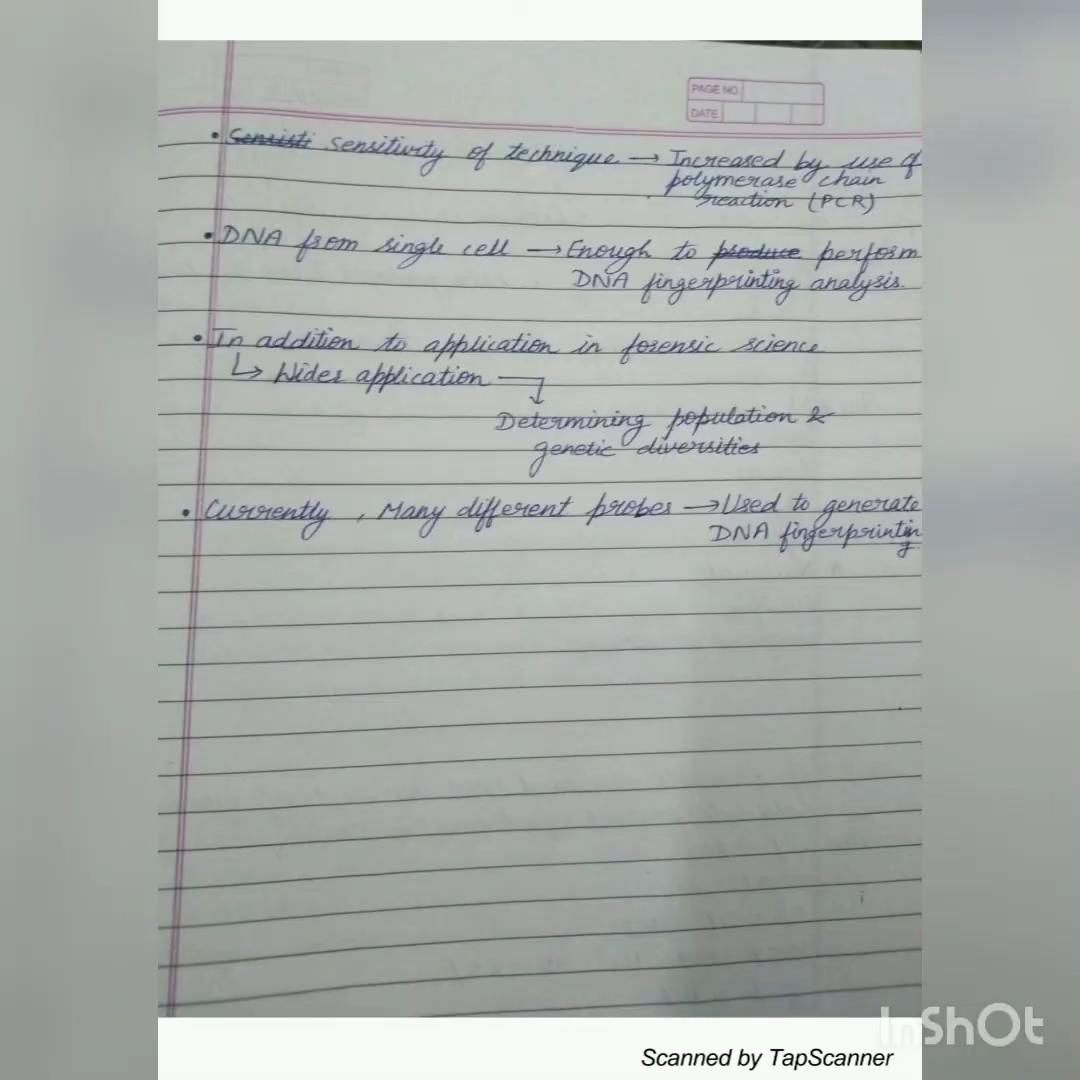 PAGE NO
DATE
• Sensisti sensitivity of technique → Increased by use of
polymerase chain
reaction (PCR)
• DNA from single cell → Enough to produce perform
DNA fingerprinting analysis.
• In addition to application in forensic science
↳ Wider application
Determining population &
genetic diversities
• Currently, Many different probes → Used to generate
DNA fingerprintin
g.
InShOt
Scanned by TapScanner